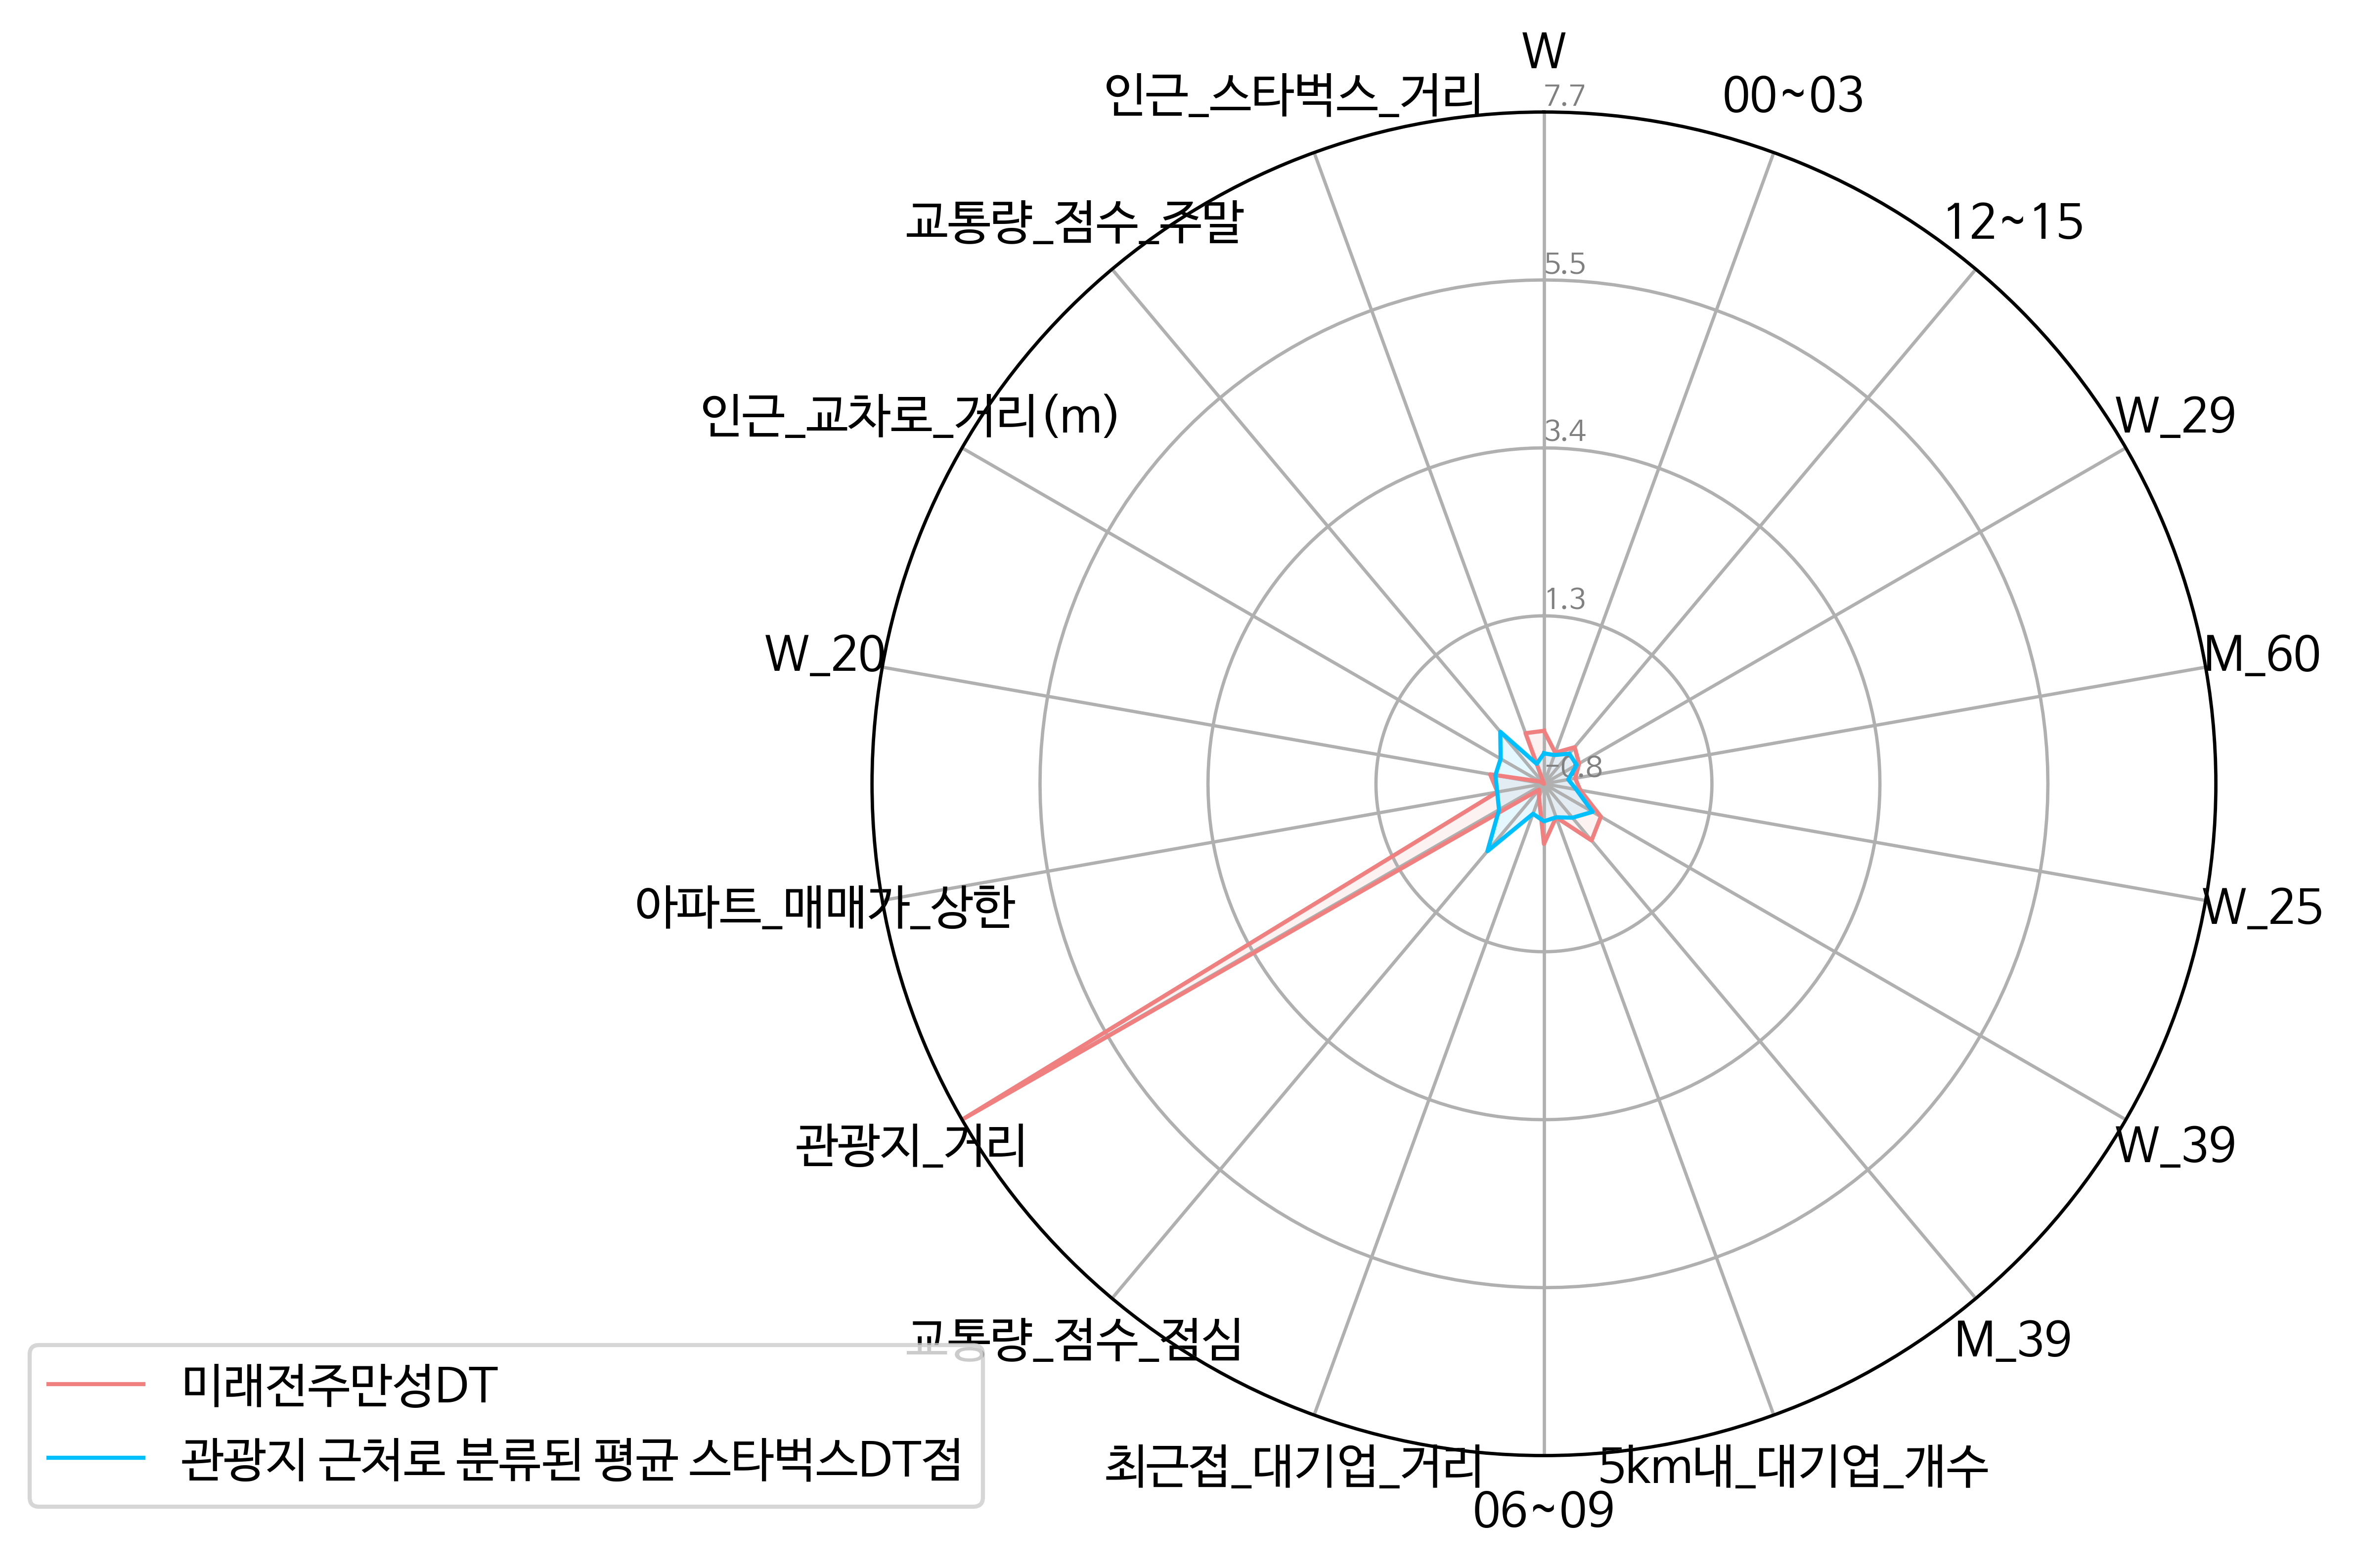 W
7.7
인근_스타벅스_거리
00~03
교통량_점수_주말
12~15
5.5
인근_교차로_거리(m)
3.4
W_29
1.3
W_20
M_60
-0.8
아파트_매매가_상한
W_25
관광지_거리
W_39
교통량_점수_점심
M_39
미래전주만성DT
관광지 근처로 분류된 평균 스타벅스DT점
최근접_대기업_거리
5km내_대기업_개수
06~09